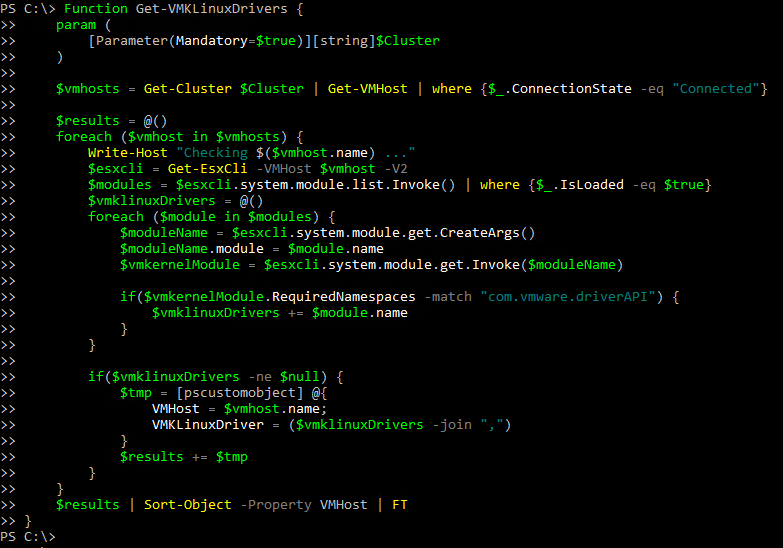 PS C:\> Function Get-VMKLinuxDrivers {
>>     param (
>>         [Parameter(Mandatory=$true)][string]$Cluster
>>     )
>>
>>     $vmhosts = Get-Cluster $Cluster | Get-VMHost | where {$_.ConnectionState -eq "Connected"}
>>
>>     $results = @()
>>     foreach ($vmhost in $vmhosts) {
>>         Write-Host "Checking $($vmhost.name) ..."
>>         $esxcli = Get-EsxCli -VMHost $vmhost -V2
>>         $modules = $esxcli.system.module.list.Invoke() | where {$_.IsLoaded -eq $true}
>>         $vmklinuxDrivers = @()
>>         foreach ($module in $modules) {
>>             $moduleName = $esxcli.system.module.get.CreateArgs()
>>             $moduleName.module = $module.name
>>             $vmkernelModule = $esxcli.system.module.get.Invoke($moduleName)
>>
>>             if($vmkernelModule.RequiredNamespaces -match "com.vmware.driverAPI") {
>>                 $vmklinuxDrivers += $module.name
>>             }
>>         }
>>
>>         if($vmklinuxDrivers -ne $null) {
>>             $tmp = [pscustomobject] @{
>>                 VMHost = $vmhost.name;
>>                 VMKLinuxDriver = ($vmklinuxDrivers -join ",")
>>             }
>>             $results += $tmp
>>         }
>>     }
>>     $results | Sort-Object -Property VMHost | FT
>> }
PS C:\>